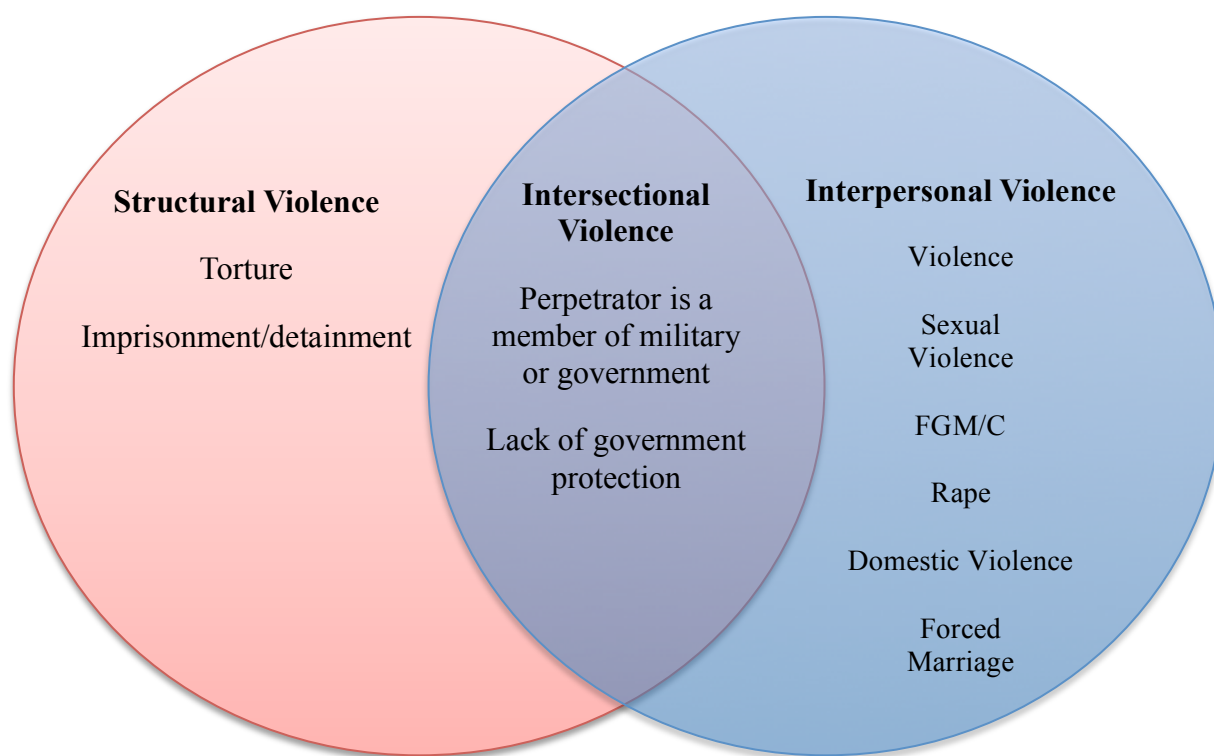 Structural Violence
Torture
Imprisonment/detainment
Intersectional
Violence
Perpetrator is a
member of military
or government
Lack of government
protection
Interpersonal Violence
Violence
Sexual
Violence
FGM/C
Rape
Domestic Violence
Forced
Marriage